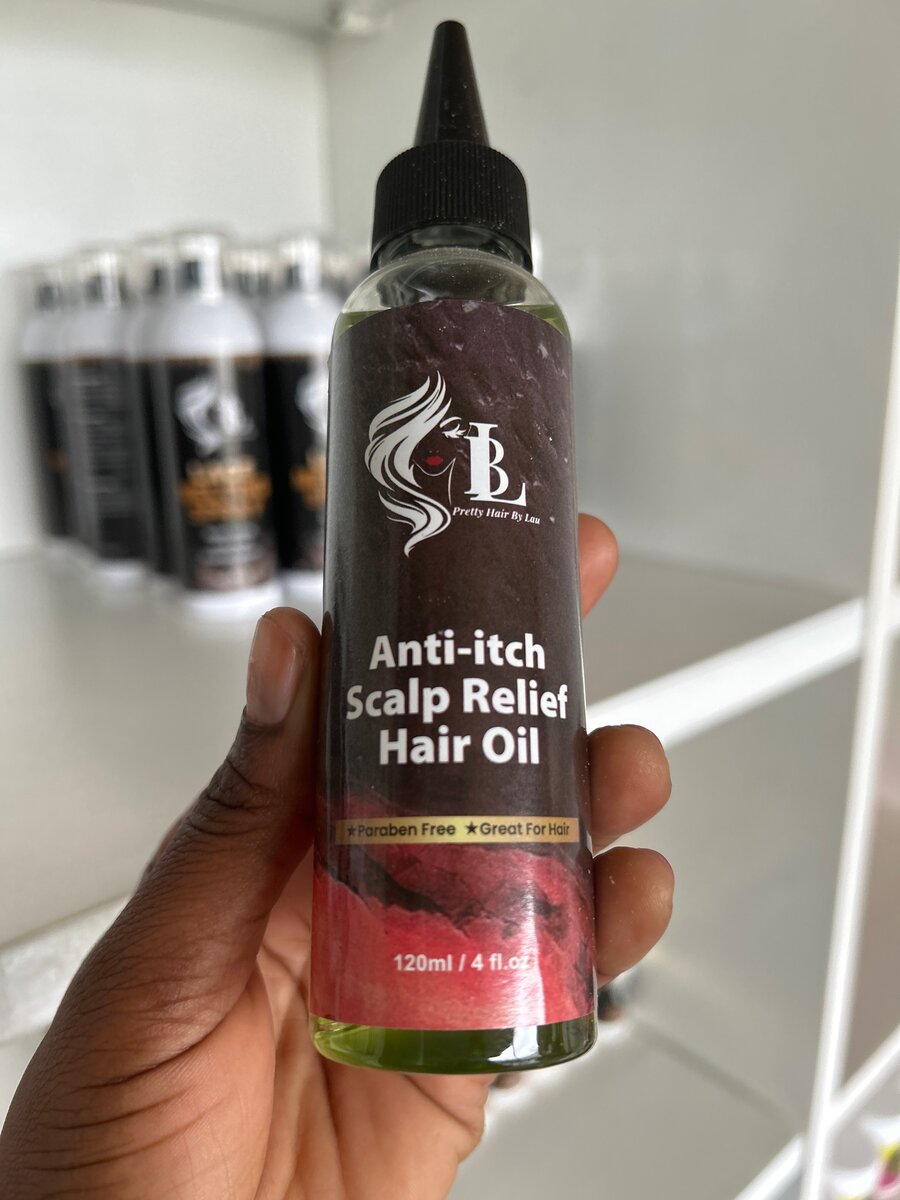 BL
Pretty Hair By Lau
Anti-itch
Scalp Relief
Hair Oil
★Paraben Free ★Great For Hair
120ml / 4 fl.oz